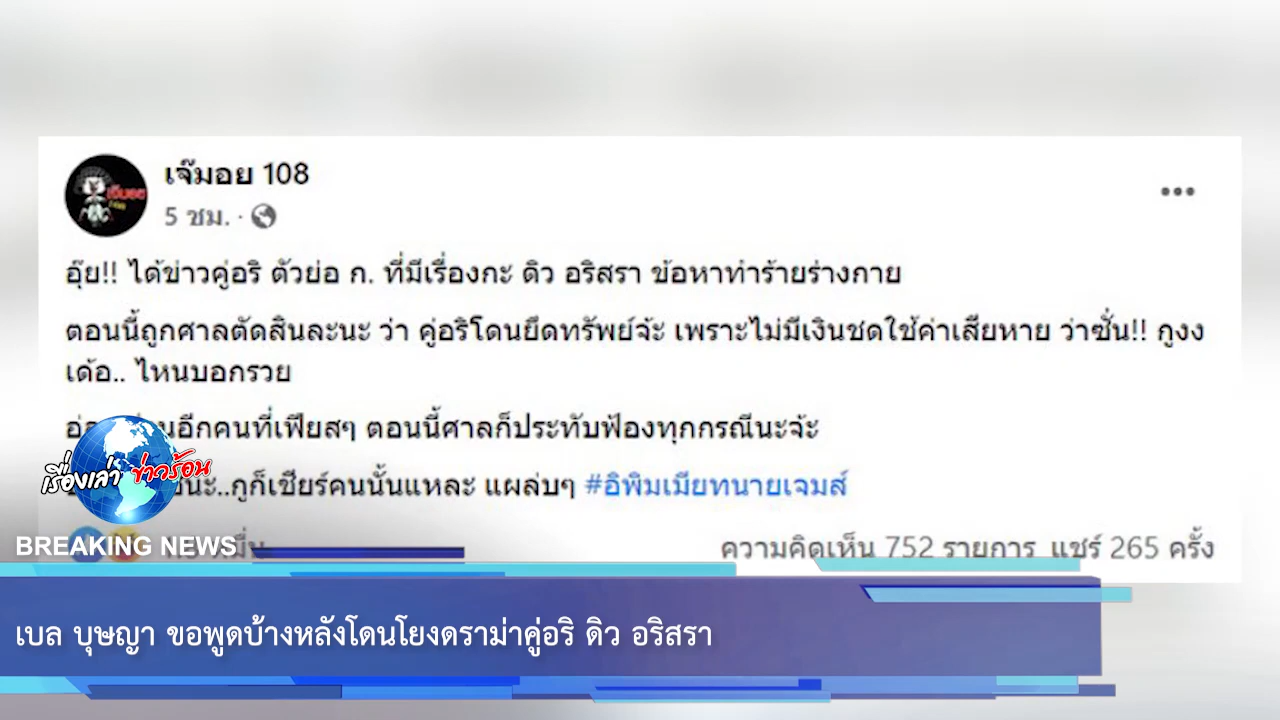 เจ๊มอย 108
5 ชม. ·
อุ๊ย!! ได้ข่าวคู่อริ ตัวย่อ ก. ที่มีเรื่องกะ ดิว อริสรา ข้อหาทำร้ายร่างกาย
ตอนนี้ถูกศาลตัดสินละนะ ว่า คู่อริโดนยึดทรัพย์จ้ะ เพราะไม่มีเงินชดใช้ค่าเสียหาย ว่าซั่น!! กูงง
เด้อ.. ไหนบอกรวย
อีกคนที่เฟียสๆ ตอนนี้ศาลก็ประทับฟ้องทุกกรณีนะจ้ะ
นะ..กูก็เชียร์คนนั้นแหละ แผล่บๆ #อิพิมเมียทนายเจมส์
ความคิดเห็น 752 รายการ แชร์ 265 ครั้ง
เรื่องเล่า ข่าวร้อน
BREAKING NEWS
เบล บุษญา ขอพูดบ้างหลังโดนโยงดราม่าคู่อริ ดิว อริสรา